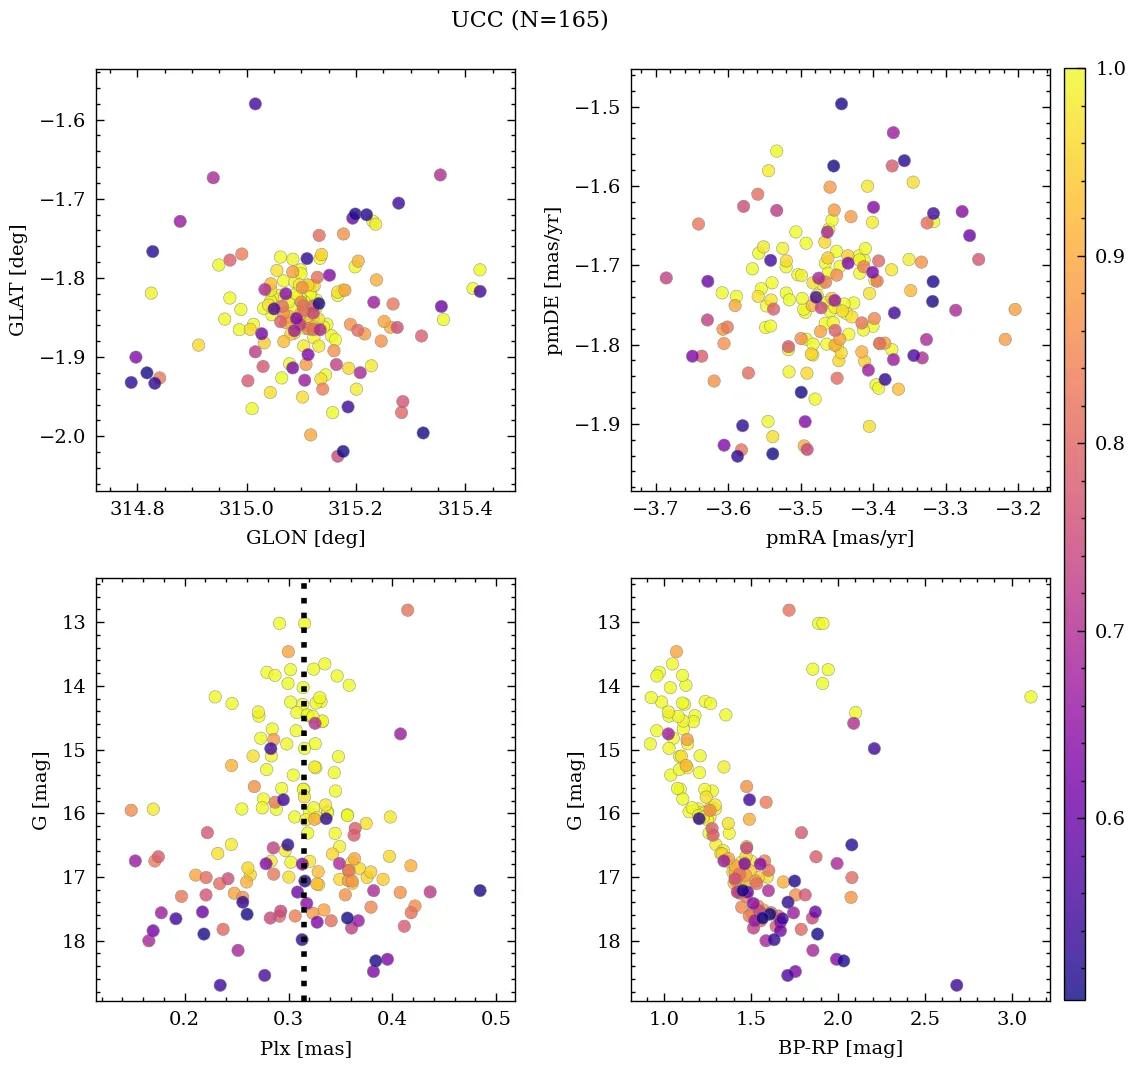 UCC (N=165)
−1.6
−1.7
−1.8
−1.9
−2.0
GLAT [deg]
314.8 315.0 315.2 315.4
GLON [deg]
−1.5
−1.6
−1.7
−1.8
−1.9
pmDE [mas/yr]
−3.7 −3.6 −3.5 −3.4 −3.3 −3.2
pmRA [mas/yr]
13
14
15
16
17
18
G [mag]
0.2 0.3 0.4 0.5
Plx [mas]
13
14
15
16
17
18
G [mag]
1.0 1.5 2.0 2.5 3.0
BP-RP [mag]
1.0
0.9
0.8
0.7
0.6